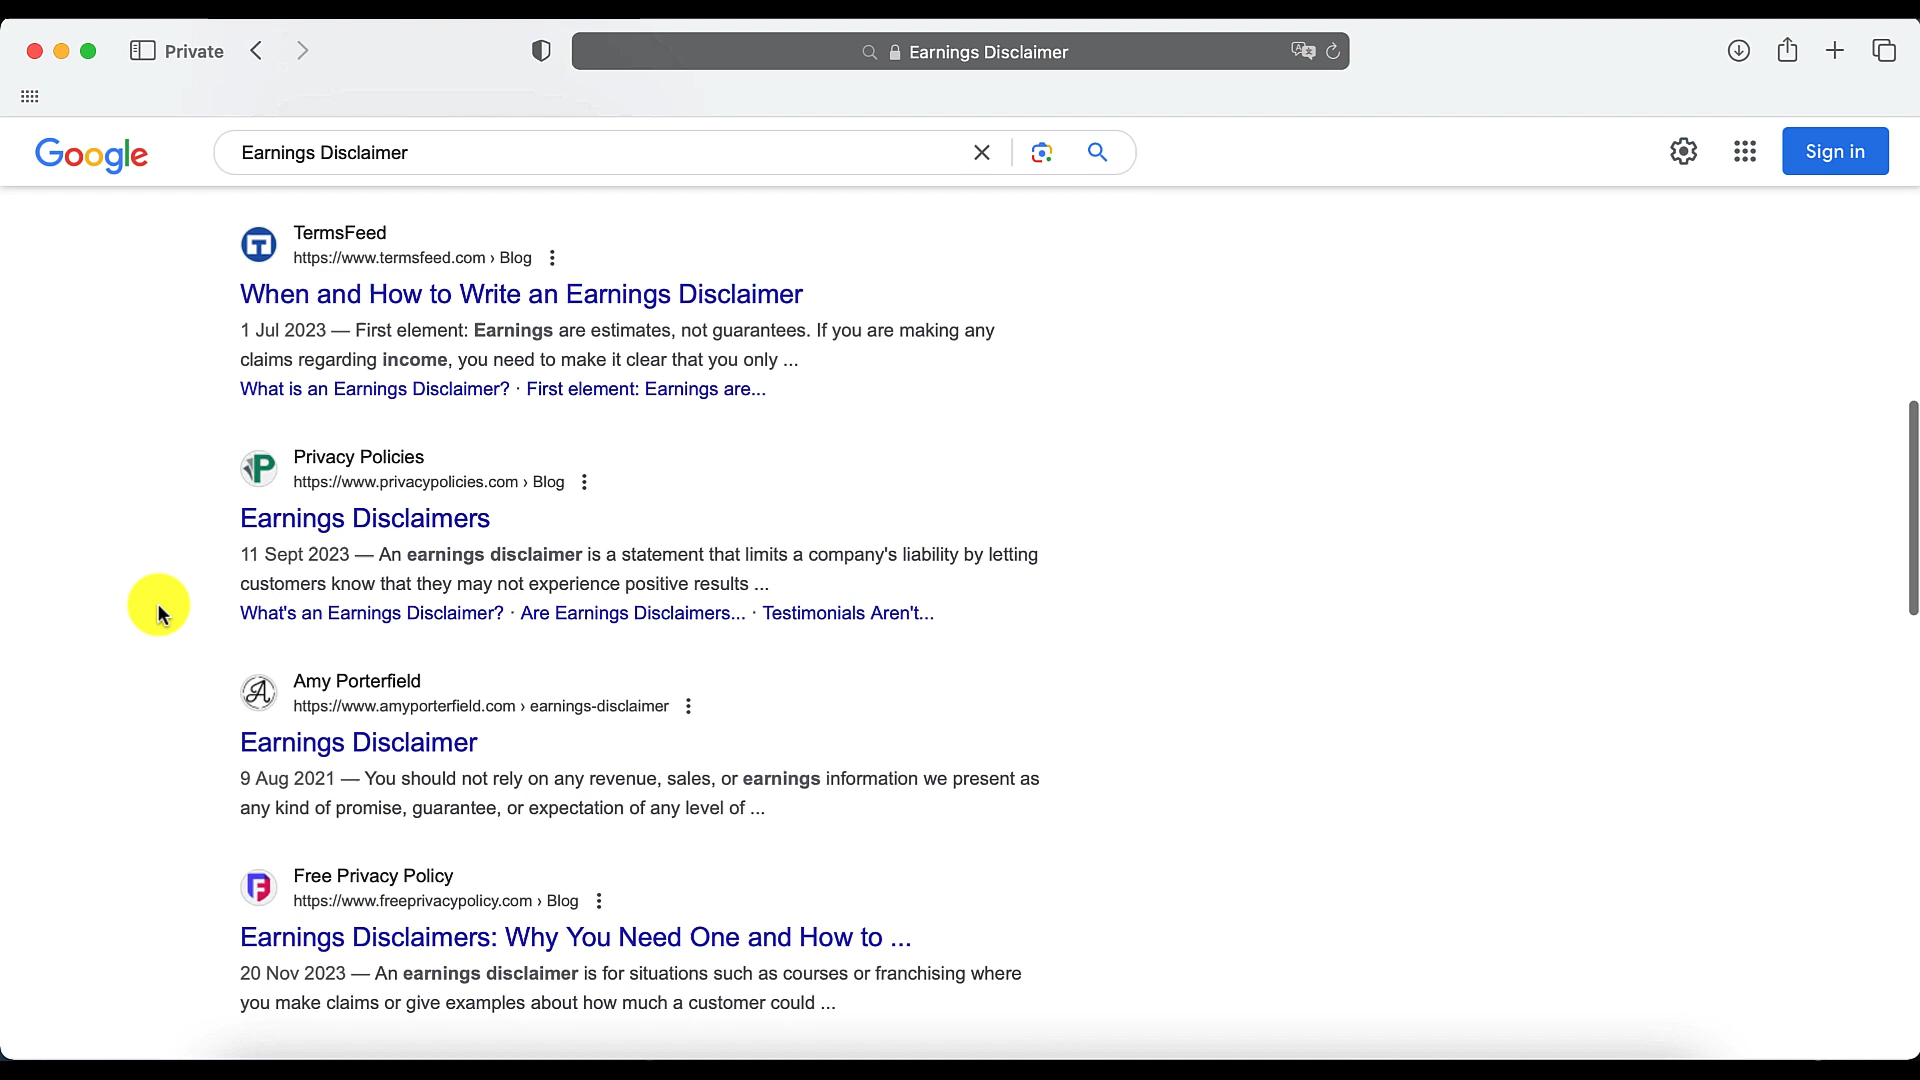 Private
Earnings Disclaimer
Google
Earnings Disclaimer
Sign in
TermsFeed
https://www.termsfeed.com › Blog
When and How to Write an Earnings Disclaimer
1 Jul 2023 — First element: Earnings are estimates, not guarantees. If you are making any
claims regarding income, you need to make it clear that you only ...
What is an Earnings Disclaimer? · First element: Earnings are...
Privacy Policies
https://www.privacypolicies.com › Blog
Earnings Disclaimers
11 Sept 2023 — An earnings disclaimer is a statement that limits a company's liability by letting
customers know that they may not experience positive results ...
What's an Earnings Disclaimer? · Are Earnings Disclaimers... · Testimonials Aren't...
Amy Porterfield
https://www.amyporterfield.com › earnings-disclaimer
Earnings Disclaimer
9 Aug 2021 — You should not rely on any revenue, sales, or earnings information we present as
any kind of promise, guarantee, or expectation of any level of ...
Free Privacy Policy
https://www.freeprivacypolicy.com › Blog
Earnings Disclaimers: Why You Need One and How to ...
20 Nov 2023 — An earnings disclaimer is for situations such as courses or franchising where
you make claims or give examples about how much a customer could ...